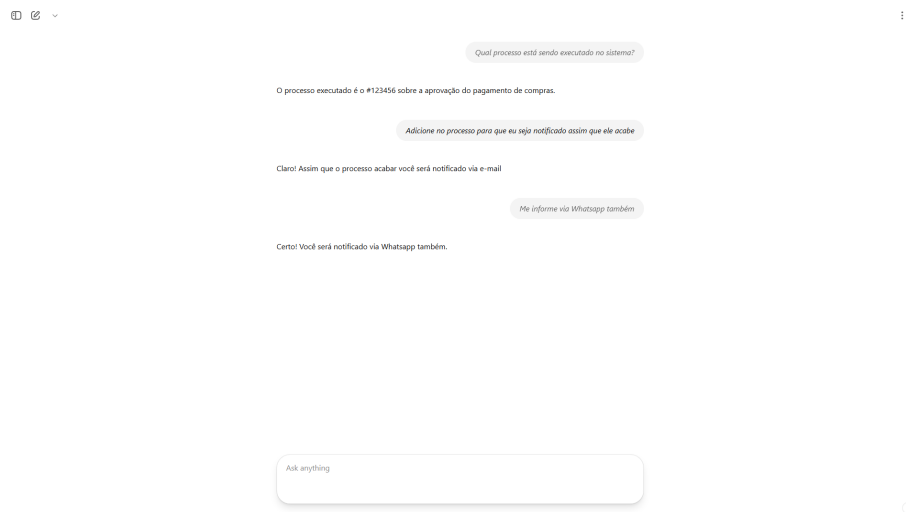 Qual processo está sendo executado no sistema?
O processo executado é o #123456 sobre a aprovação do pagamento de compras.
Adicione no processo para que eu seja notificado assim que ele acabe
Claro! Assim que o processo acabar você será notificado via e-mail
Me informe via Whatsapp também
Certo! Você será notificado via Whatsapp também.
Ask anything